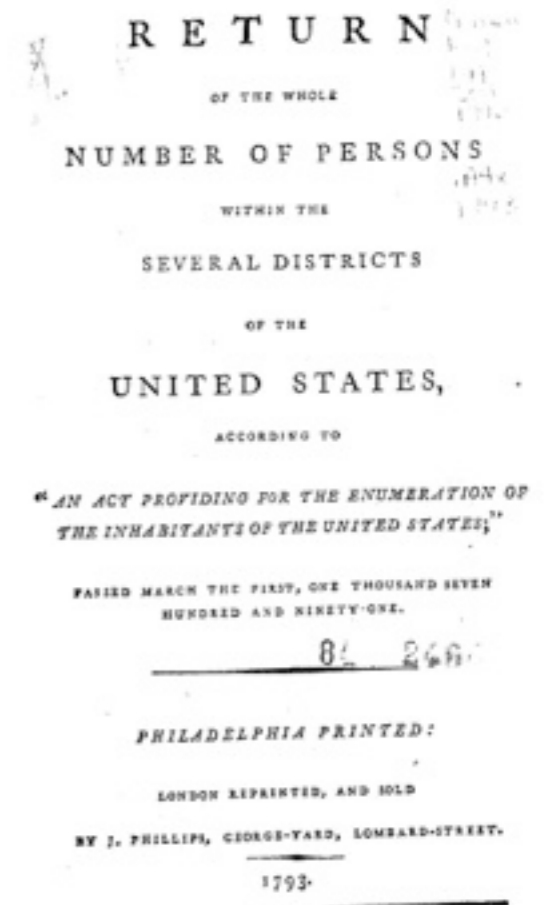 RETURN
OF THE WHOLE
NUMBER OF PERSONS
WITHIN THE
SEVERAL DISTRICTS
OF THE
UNITED STATES,
ACCORDING TO
“AN ACT PROVIDING FOR THE ENUMERATION OF
THE INHABITANTS OF THE UNITED STATES;”
PASSED MARCH THE FIRST, ONE THOUSAND SEVEN
HUNDRED AND NINETY-ONE.
PHILADELPHIA PRINTED:
LONDON REPRINTED, AND SOLD
BY J. PHILLIPS, GEORGE-YARD, LOMBARD-STREET.
1793.